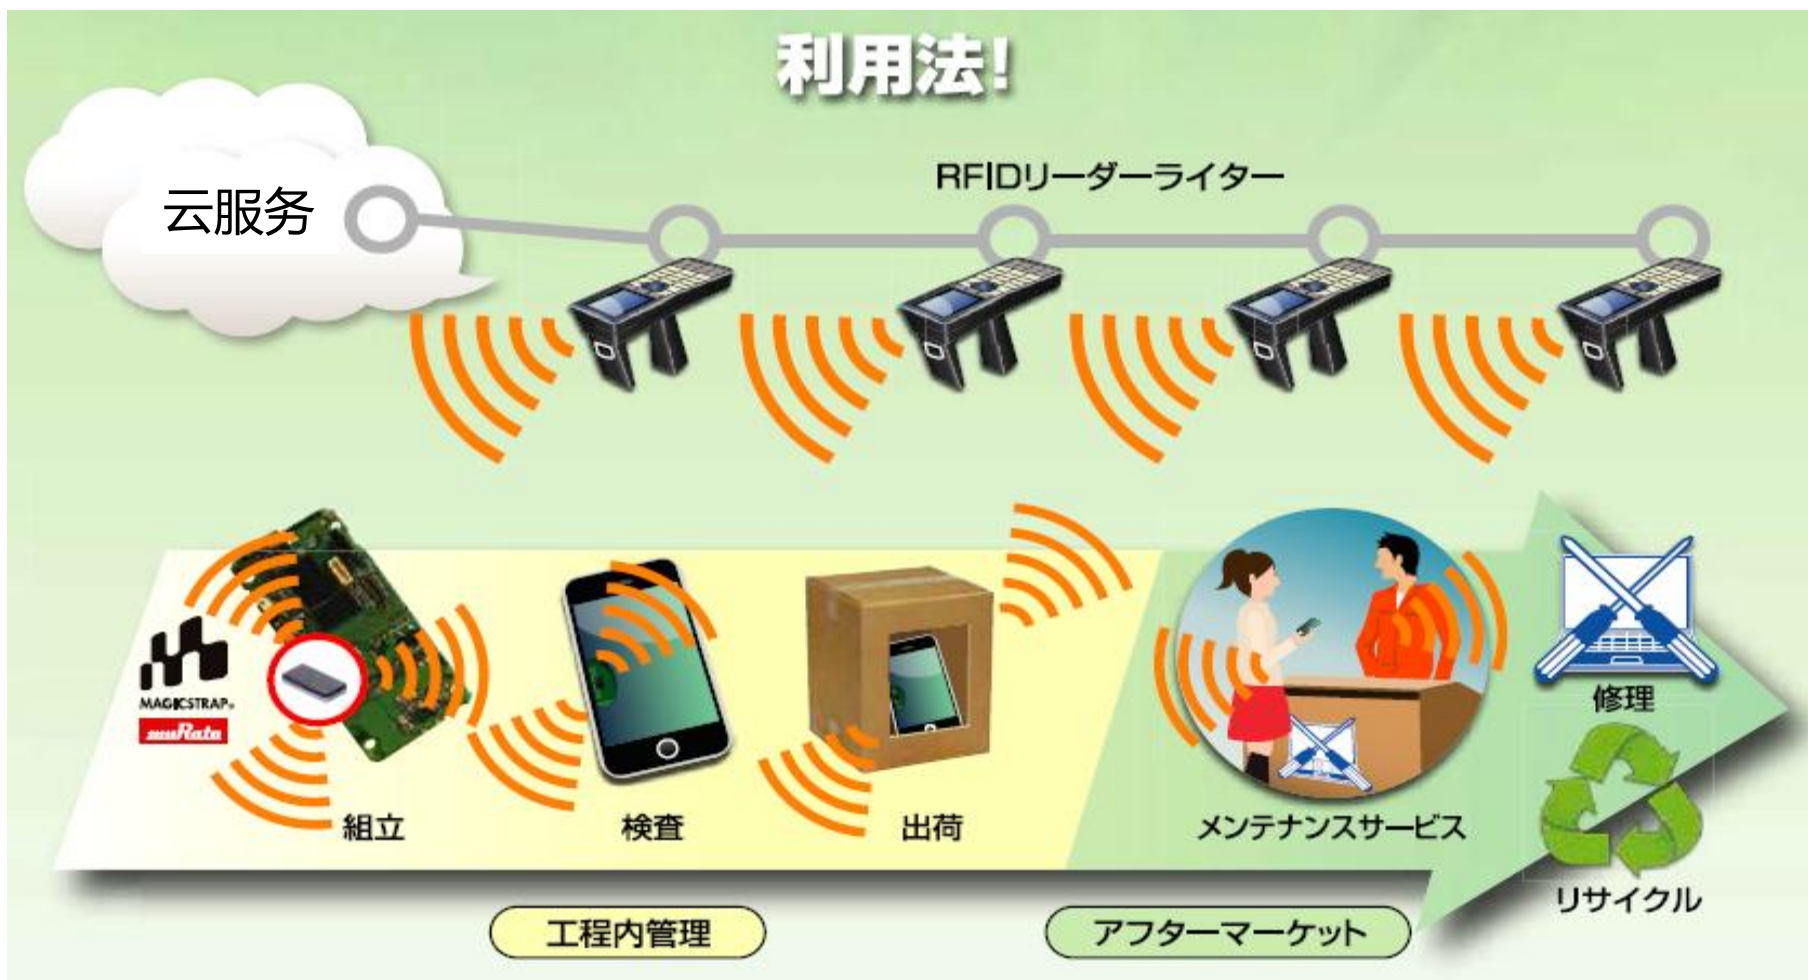 利用法!
RFIDリーダーライター
云服务
MAGICSTRAP®
muRata
組立
検査
出荷
メンテナンスサービス
修理
リサイクル
工程内管理
アフターマーケット